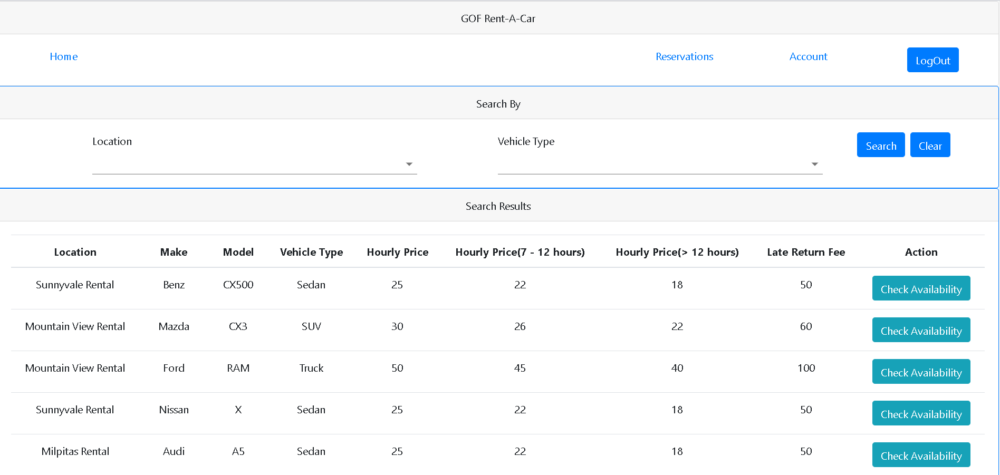 GOF Rent-A-Car
Home Reservations Account LogOut
Search By
Location Vehicle Type Search Clear
Search Results
Location Make Model Vehicle Type Hourly Price Hourly Price(7 - 12 hours) Hourly Price(> 12 hours) Late Return Fee Action
Sunnyvale Rental Benz CX500 Sedan 25 22 18 50 Check Availability
Mountain View Rental Mazda CX3 SUV 30 26 22 60 Check Availability
Mountain View Rental Ford RAM Truck 50 45 40 100 Check Availability
Sunnyvale Rental Nissan X Sedan 25 22 18 50 Check Availability
Milpitas Rental Audi A5 Sedan 25 22 18 50 Check Availability